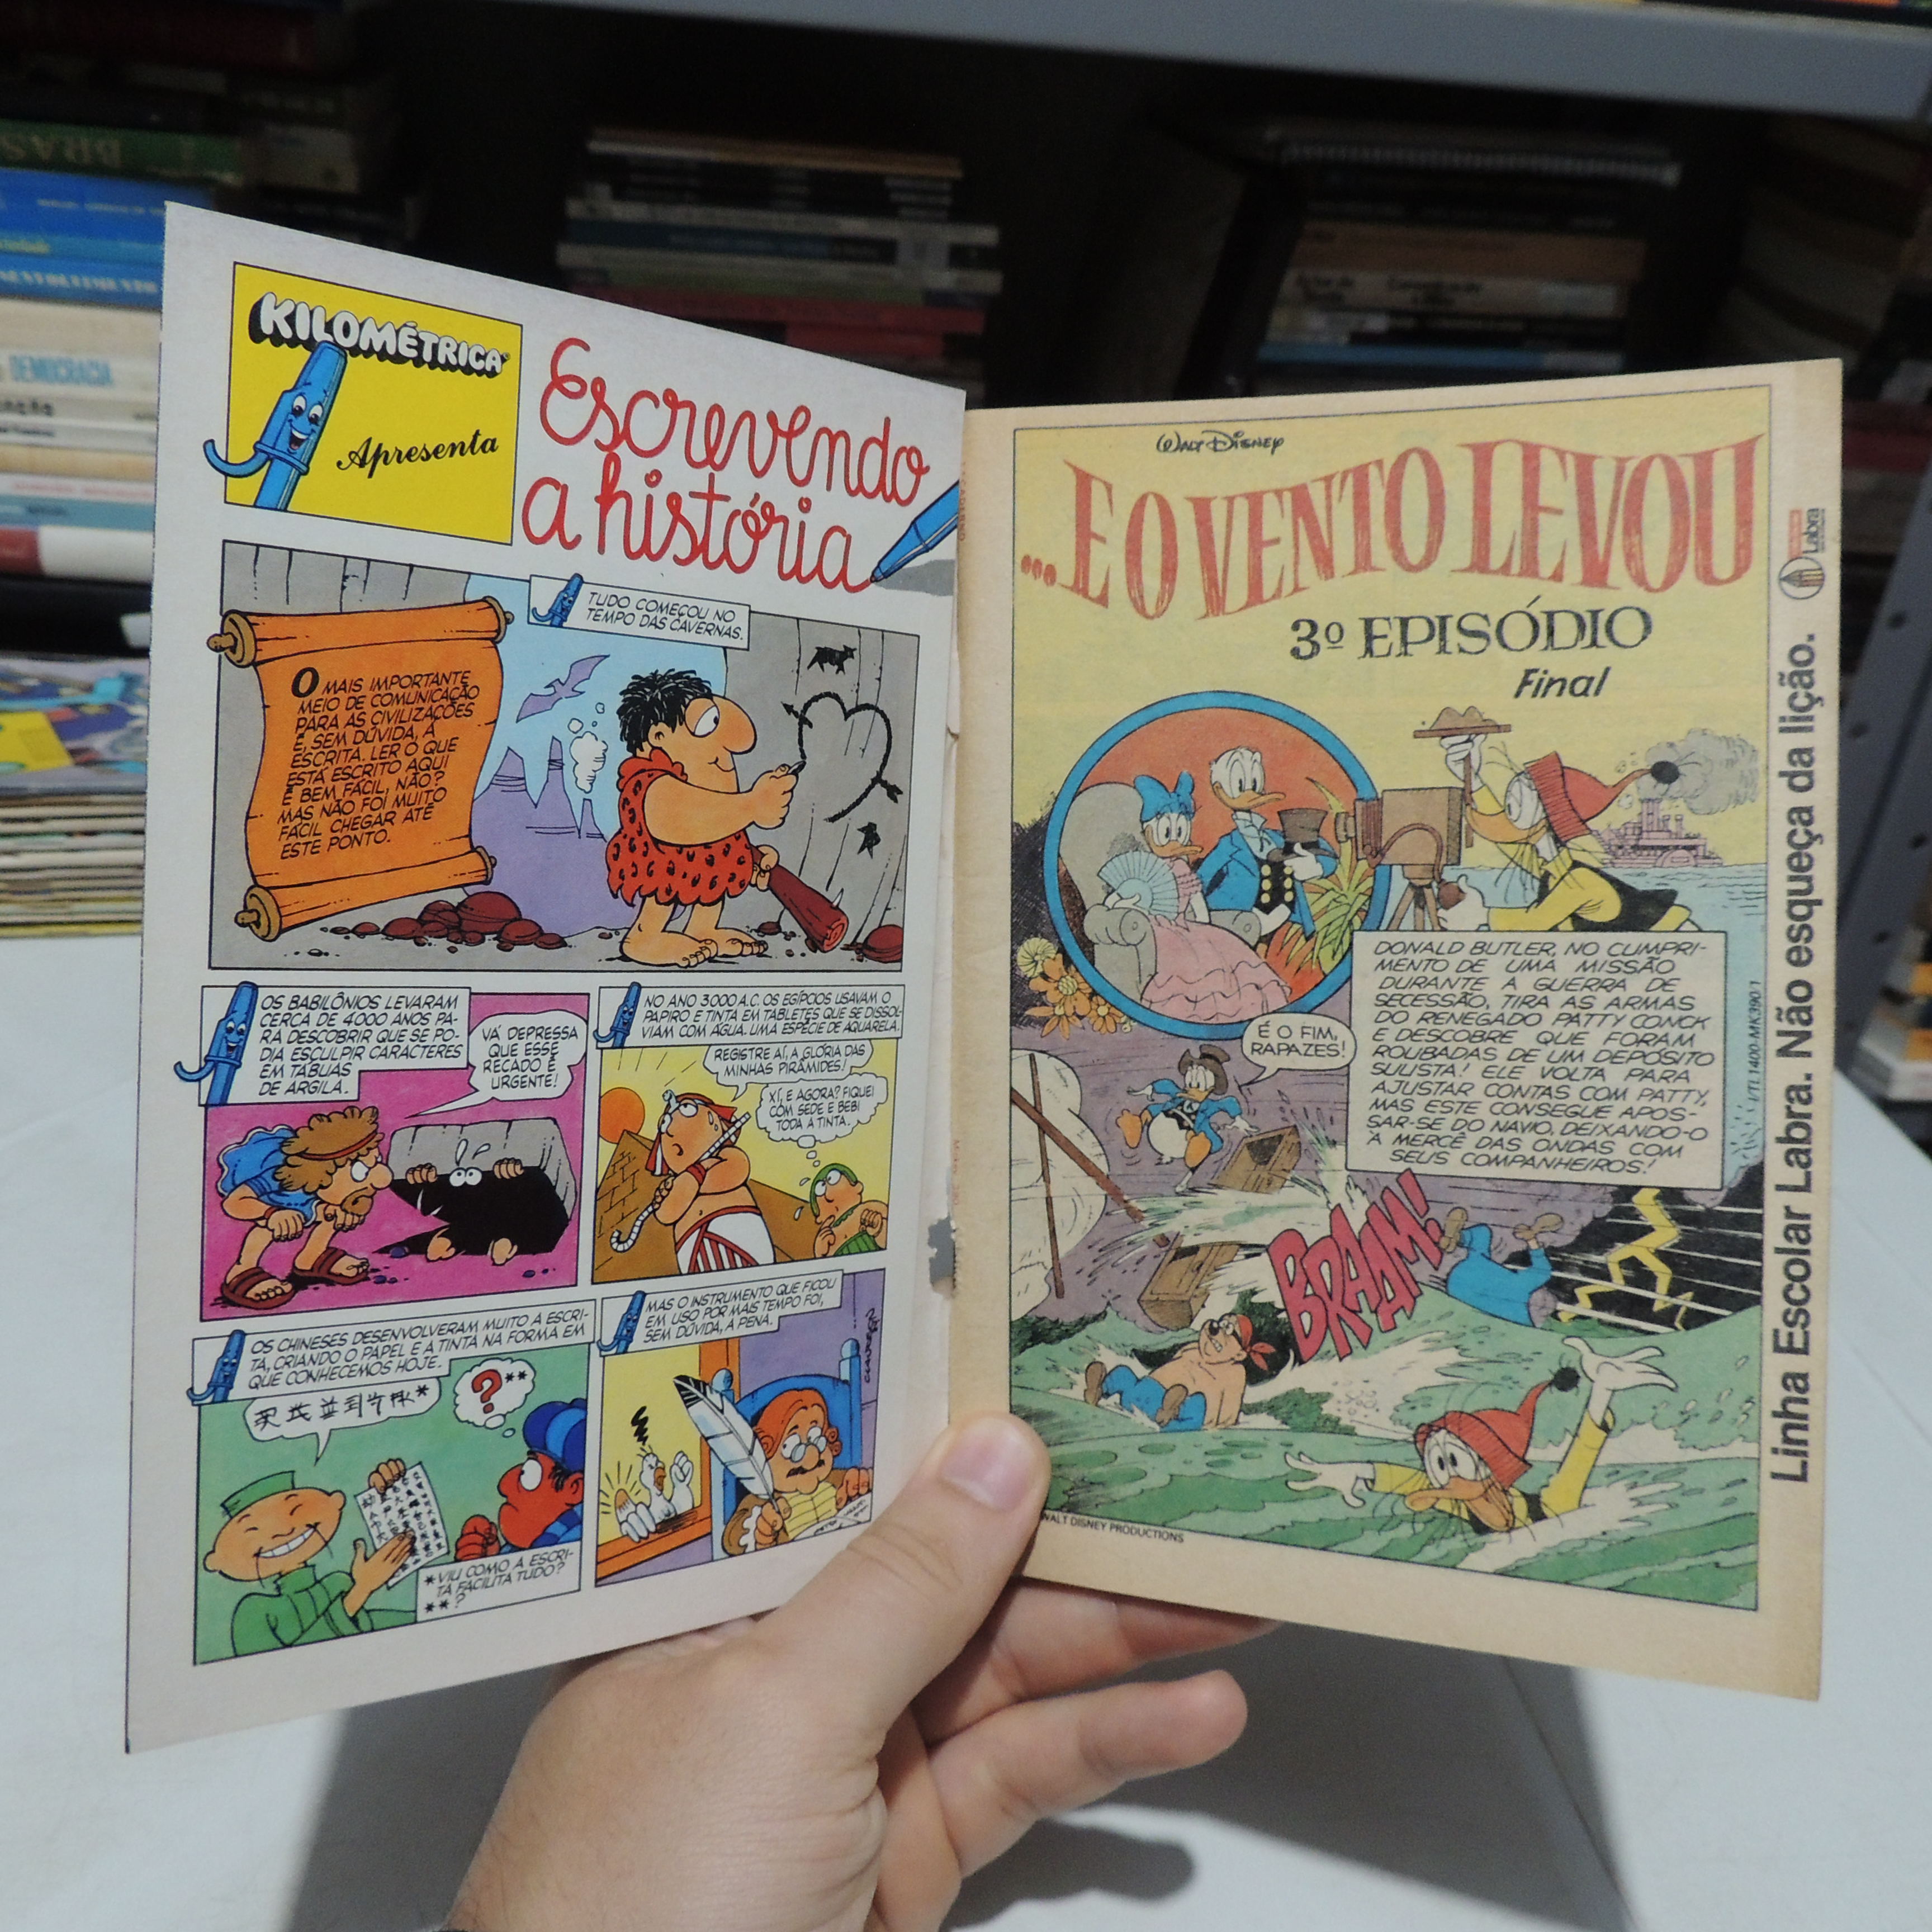 KILOMÉTRICA
Apresenta
Escrevendo
a história
TUDO COMEÇOU NO
TEMPO DAS CAVERNAS.
O MAIS IMPORTANTE
MEIO DE COMUNICAÇÃO
PARA AS CIVILIZAÇÕES
É, SEM DÚVIDA, A
ESCRITA. LER O QUE
ESTÁ ESCRITO AQUI
É BEM FÁCIL, NÃO?
MAS NÃO FOI MUITO
FÁCIL CHEGAR ATÉ
ESTE PONTO.
OS BABILÔNIOS LEVARAM
CERCA DE 4000 ANOS PA-
RA DESCOBRIR QUE SE PO-
DIA ESCULPIR CARACTERES
EM TÁBUAS
DE ARGILA.
VÁ DEPRESSA
QUE ESSE
RECADO É
URGENTE!
NO ANO 3000 A.C. OS EGÍPCIOS USAVAM O
PAPIRO E TINTA EM TABLETES QUE SE DISSOL-
VIAM COM ÁGUA. UMA ESPÉCIE DE AQUARELA.
REGISTRE AÍ, A GLÓRIA DAS
MINHAS PIRÂMIDES!
XI, E AGORA? FIQUEI
COM SEDE E BEBI
TODA A TINTA.
OS CHINESES DESENVOLVERAM MUITO A ESCRI-
TA, CRIANDO O PAPEL E A TINTA NA FORMA EM
QUE CONHECEMOS HOJE.
?**
*VIU COMO A ESCRI-
TA FACILITA TUDO?
**?
MAS O INSTRUMENTO QUE FICOU
EM USO POR MAIS TEMPO FOI,
SEM DÚVIDA, A PENA.
WALT DISNEY
...E O VENTO LEVOU
3º EPISÓDIO
Final
DONALD BUTLER, NO CUMPRI-
MENTO DE UMA MISSÃO
DURANTE A GUERRA DE
SECESSÃO, TIRA AS ARMAS
DO RENEGADO PATTY CONCK
E DESCOBRE QUE FORAM
ROUBADAS DE UM DEPÓSITO
SULISTA! ELE VOLTA PARA
AJUSTAR CONTAS COM PATTY,
MAS ESTE CONSEGUE APOS-
SAR-SE DO NAVIO, DEIXANDO-O
À MERCÊ DAS ONDAS COM
SEUS COMPANHEIROS!
É O FIM,
RAPAZES!
BRAAM!
WALT DISNEY PRODUCTIONS
Linha Escolar Labra. Não esqueça da lição.
Labra
BRAS
DEMOCRACIA